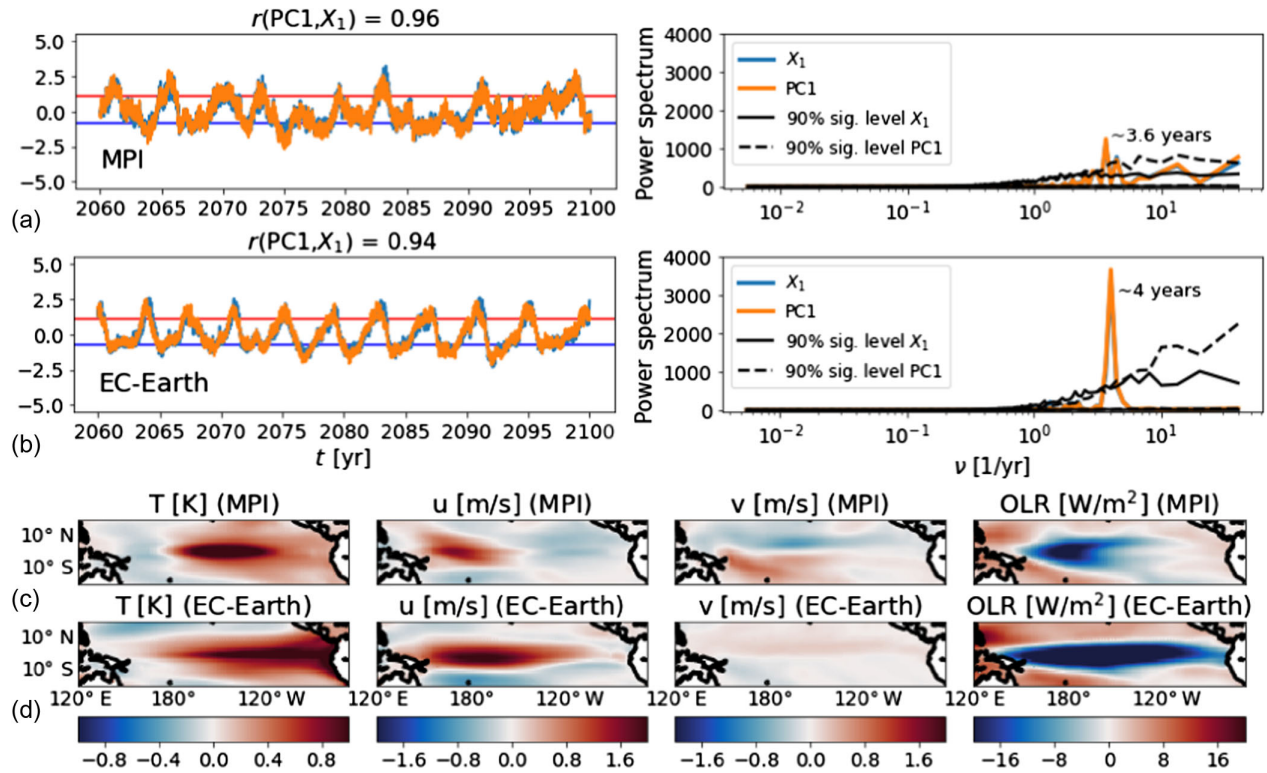 r(PC1,X₁) = 0.96
5.0
2.5
0.0
−2.5
−5.0
MPI
2060 2065 2070 2075 2080 2085 2090 2095 2100
(a)
Power spectrum
4000
3000
2000
1000
0
X₁
PC1
90% sig. level X₁
90% sig. level PC1
~3.6 years
10⁻² 10⁻¹ 10⁰ 10¹
r(PC1,X₁) = 0.94
5.0
2.5
0.0
−2.5
−5.0
EC-Earth
2060 2065 2070 2075 2080 2085 2090 2095 2100
(b)
t [yr]
Power spectrum
4000
3000
2000
1000
0
X₁
PC1
90% sig. level X₁
90% sig. level PC1
~4 years
10⁻² 10⁻¹ 10⁰ 10¹
ν [1/yr]
T [K] (MPI) u [m/s] (MPI) v [m/s] (MPI) OLR [W/m²] (MPI)
10° N
10° S
(c)
T [K] (EC-Earth) u [m/s] (EC-Earth) v [m/s] (EC-Earth) OLR [W/m²] (EC-Earth)
10° N
10° S
120° E 180° 120° W 120° E 180° 120° W 120° E 180° 120° W 120° E 180° 120° W
(d)
−0.8 −0.4 0.0 0.4 0.8 −1.6 −0.8 0.0 0.8 1.6 −1.6 −0.8 0.0 0.8 1.6 −16 −8 0 8 16